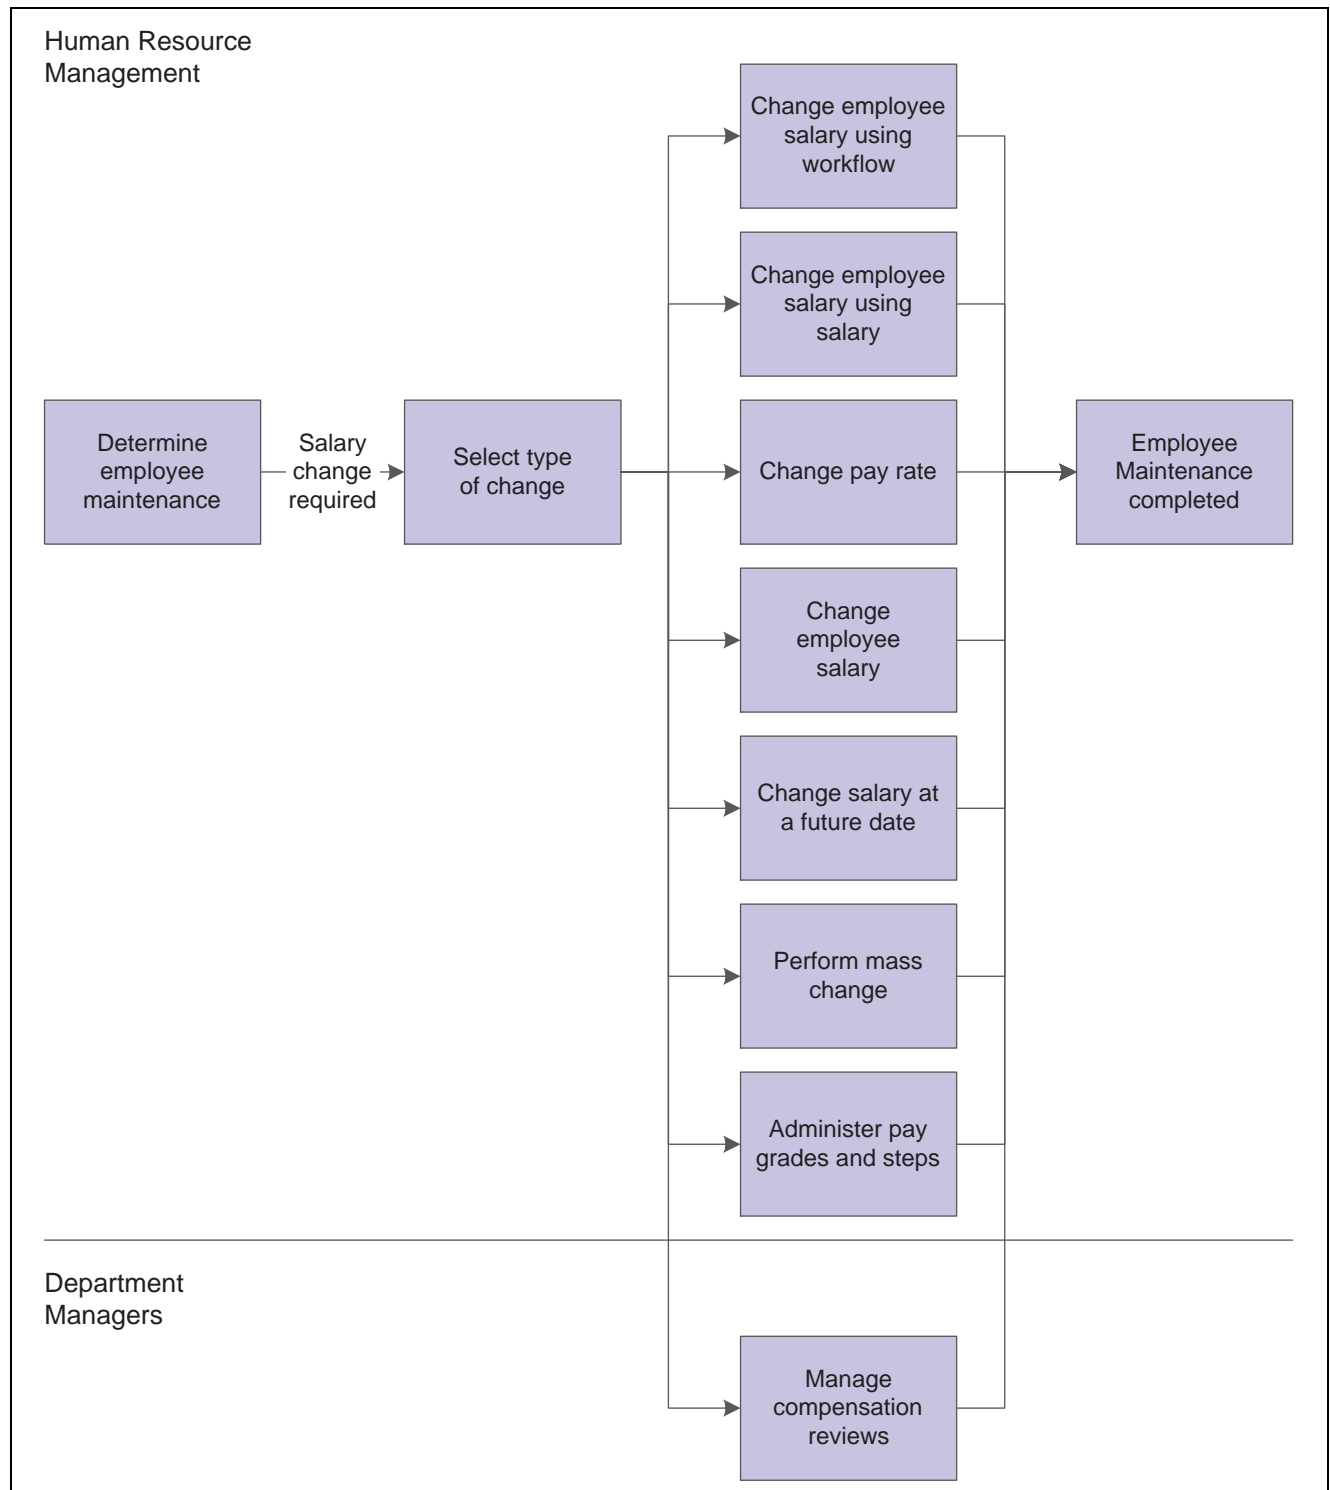 Human Resource
Management
Change employee
salary using
workflow
Change employee
salary using
salary
Determine
employee
maintenance
Salary
change
required
Select type
of change
Change pay rate
Employee
Maintenance
completed
Change
employee
salary
Change salary at
a future date
Perform mass
change
Administer pay
grades and steps
Department
Managers
Manage
compensation
reviews